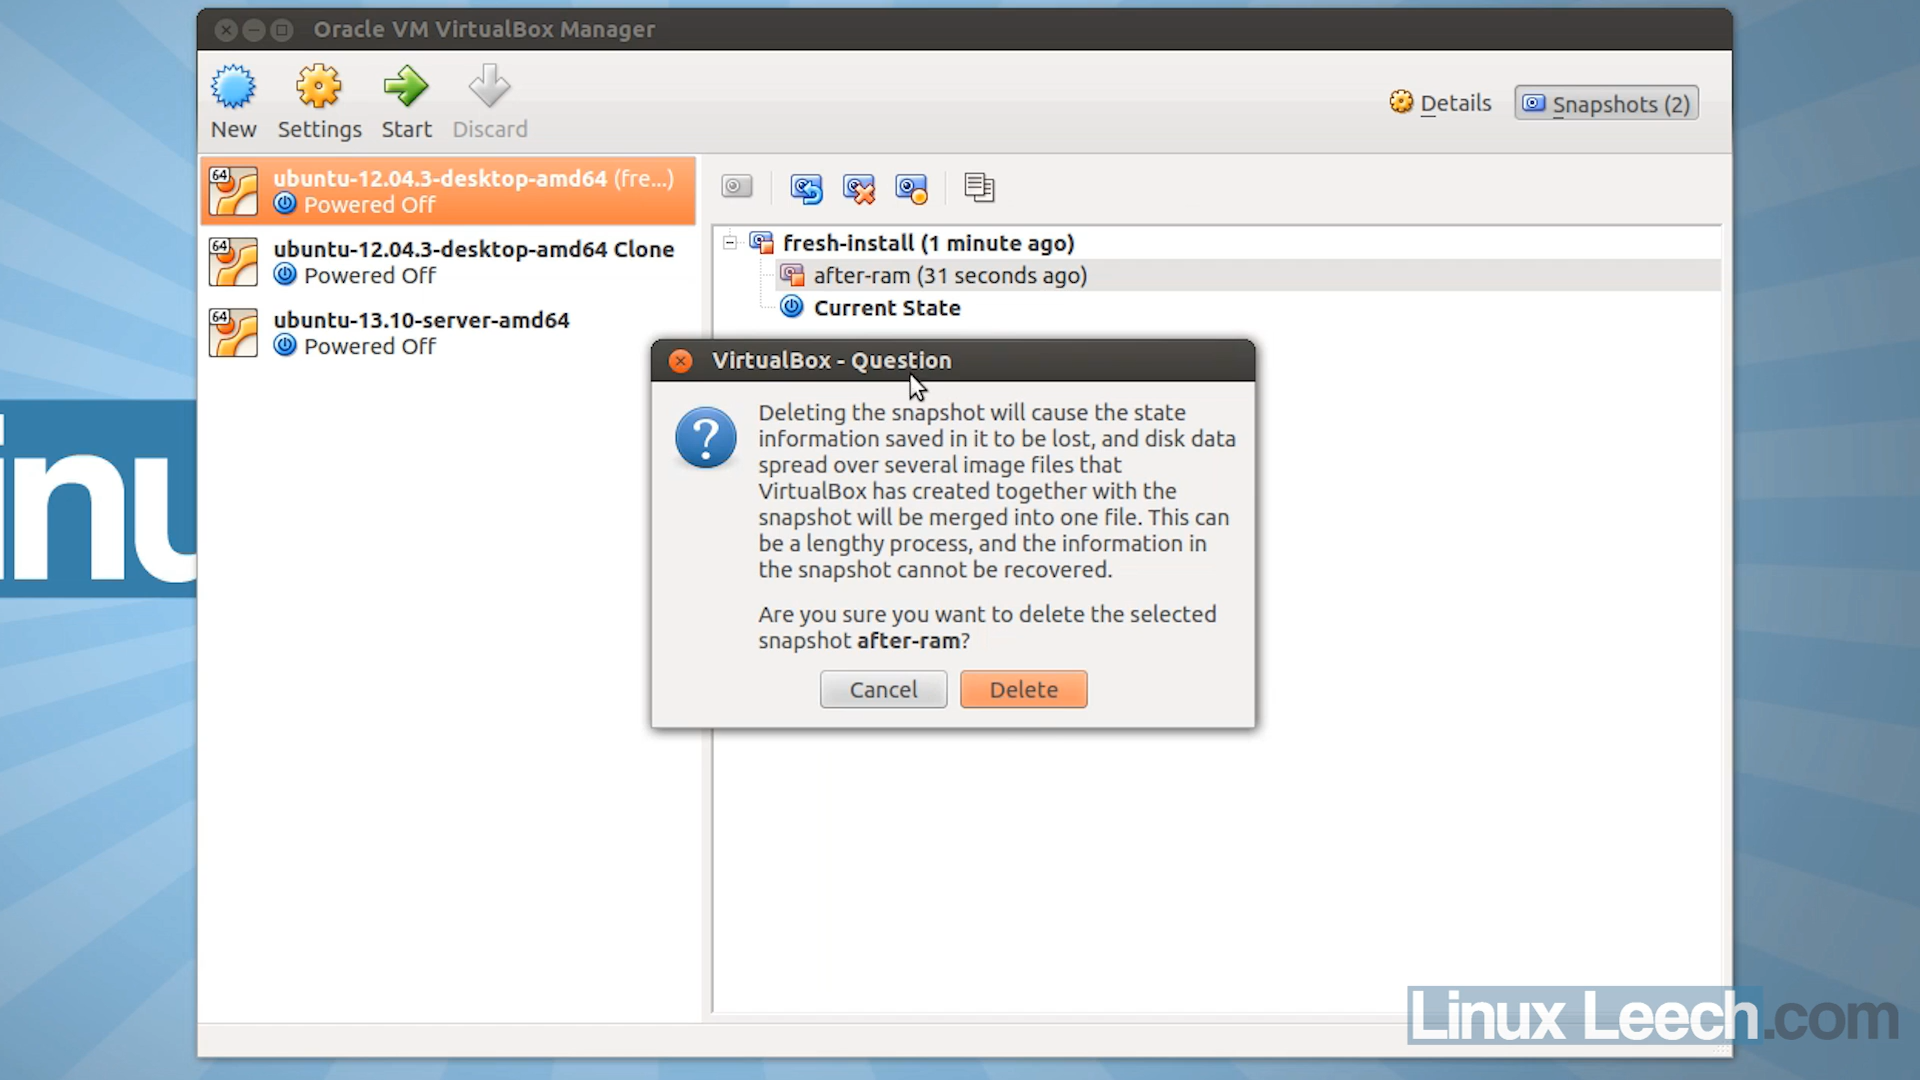 Oracle VM VirtualBox Manager
New
Settings
Start
Discard
Details
Snapshots (2)
64
ubuntu-12.04.3-desktop-amd64 (fre...)
Powered Off
64
ubuntu-12.04.3-desktop-amd64 Clone
Powered Off
64
ubuntu-13.10-server-amd64
Powered Off
fresh-install (1 minute ago)
after-ram (31 seconds ago)
Current State
VirtualBox - Question
Deleting the snapshot will cause the state
information saved in it to be lost, and disk data
spread over several image files that
VirtualBox has created together with the
snapshot will be merged into one file. This can
be a lengthy process, and the information in
the snapshot cannot be recovered.
Are you sure you want to delete the selected
snapshot after-ram?
Cancel
Delete
Linux Leech.com